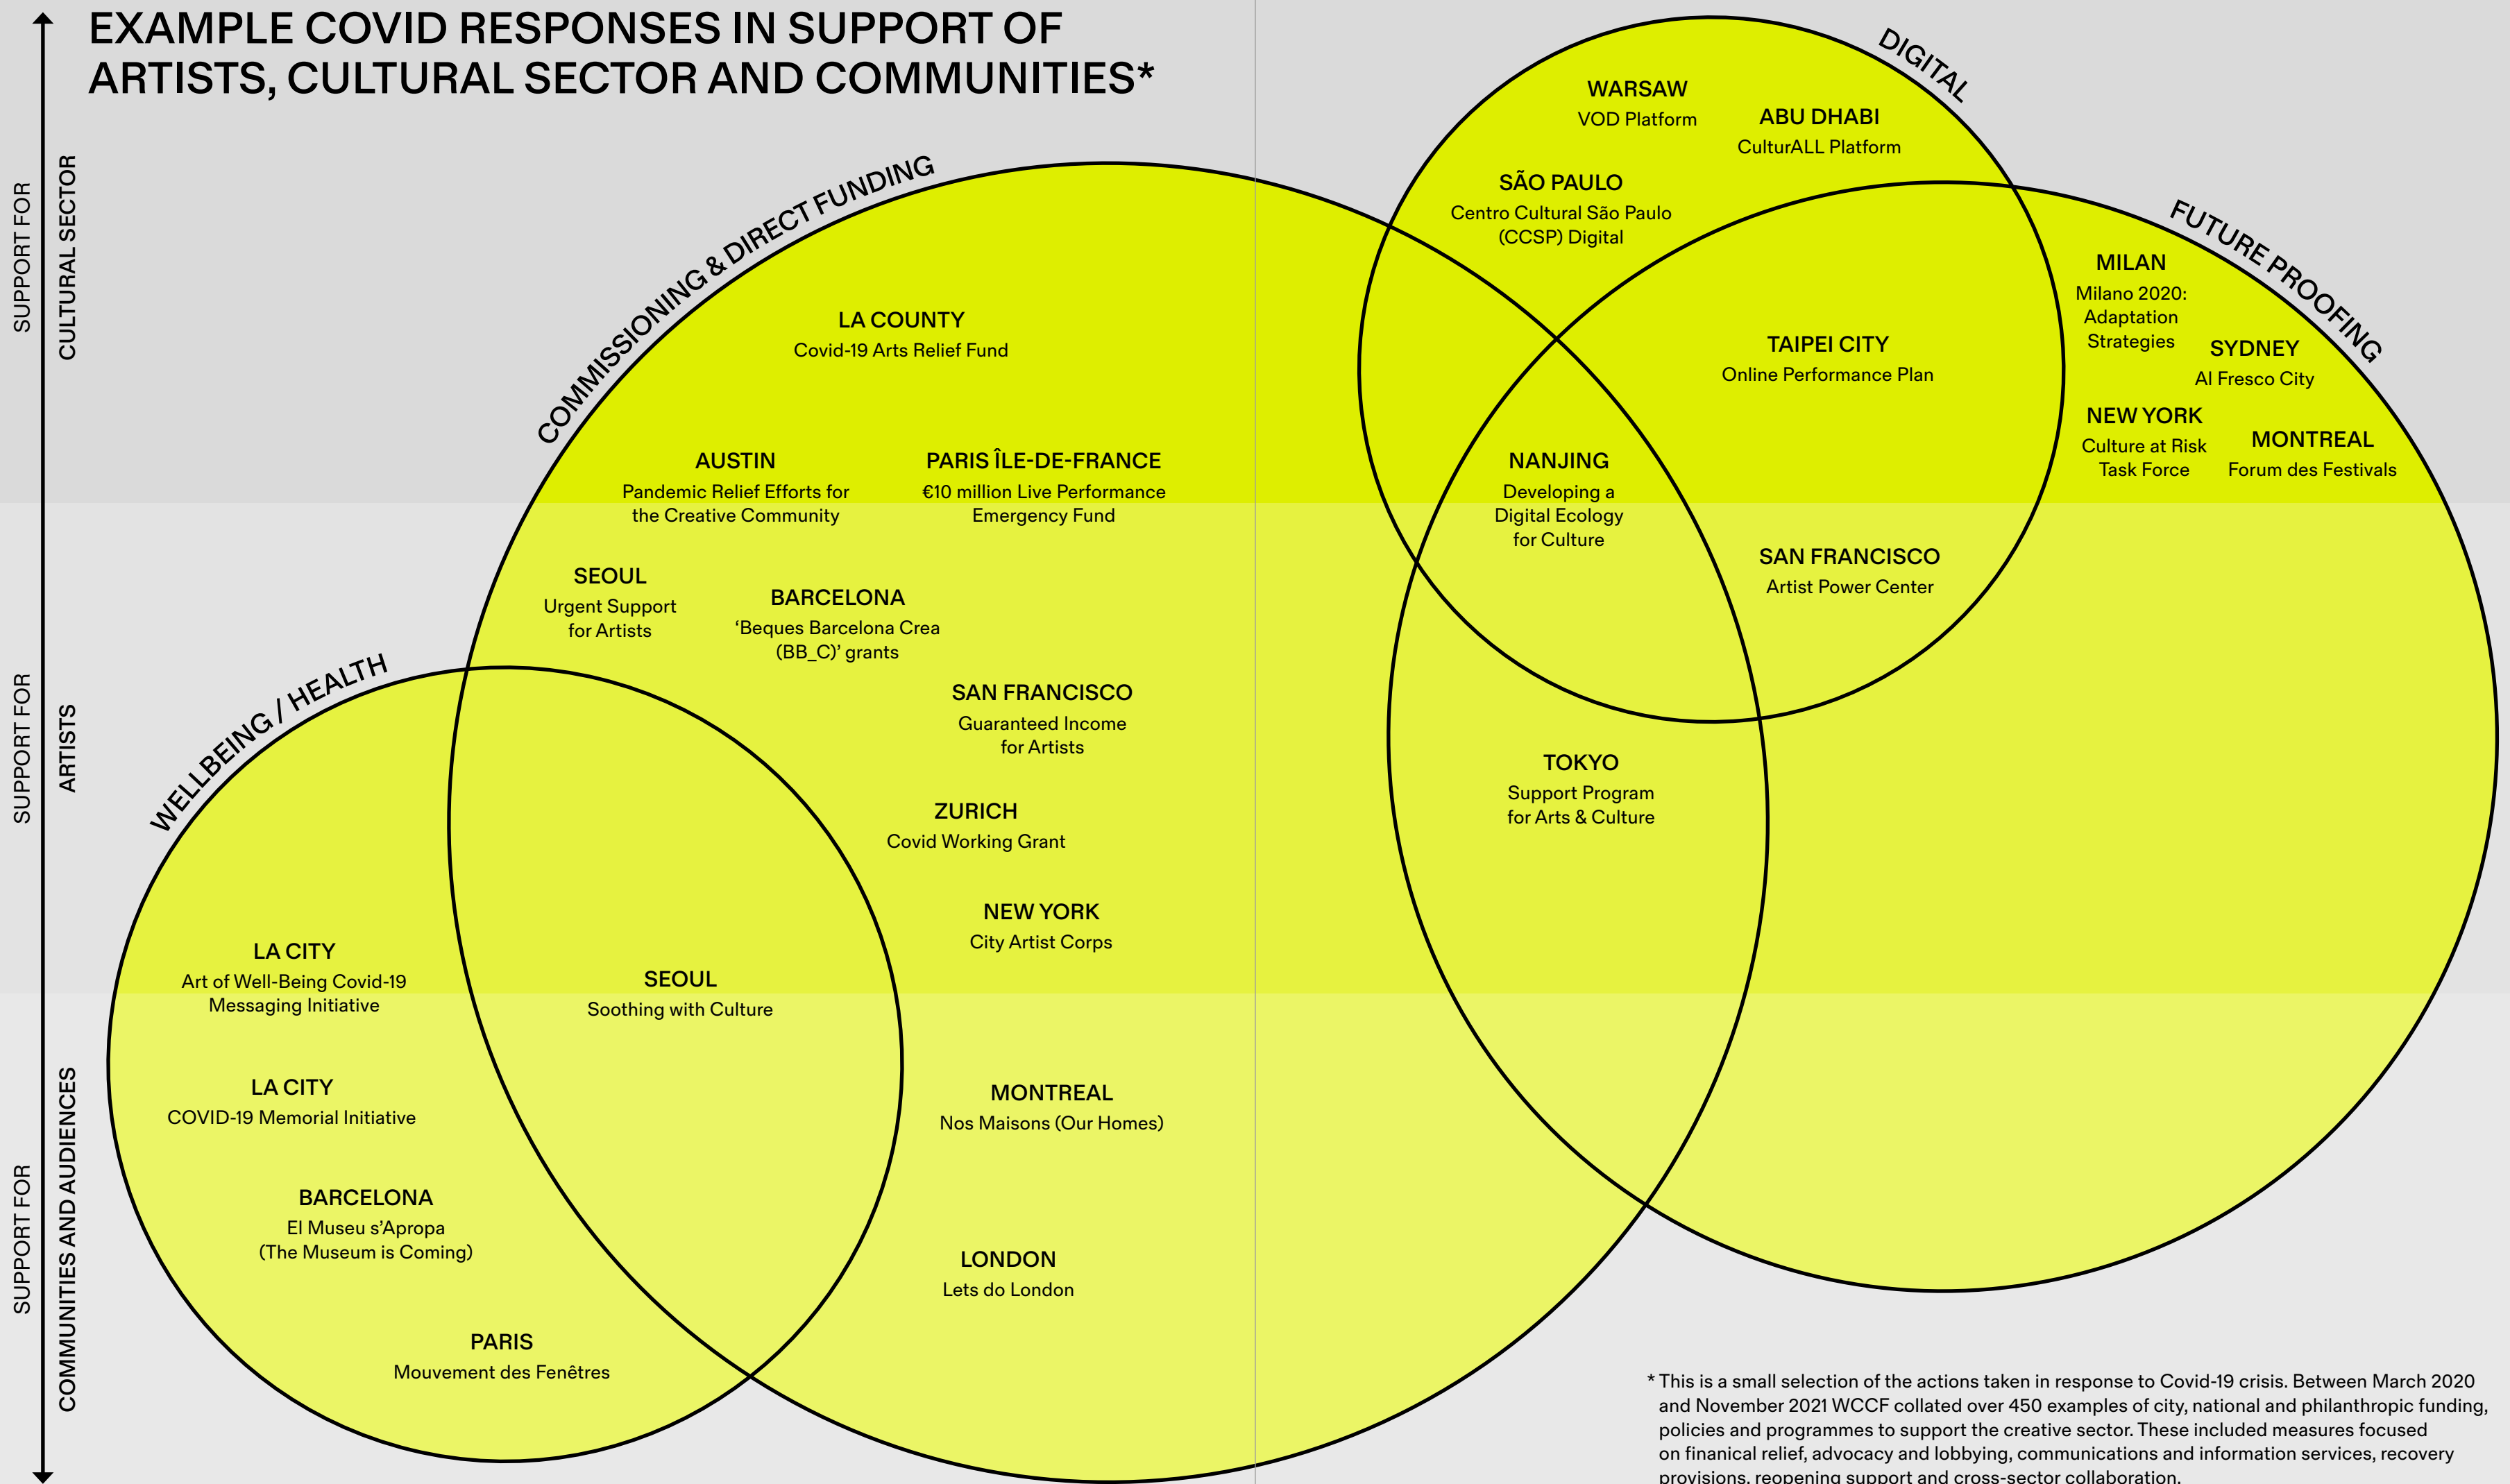 EXAMPLE COVID RESPONSES IN SUPPORT OF
ARTISTS, CULTURAL SECTOR AND COMMUNITIES*
SUPPORT FOR
CULTURAL SECTOR
SUPPORT FOR
ARTISTS
SUPPORT FOR
COMMUNITIES AND AUDIENCES
COMMISSIONING & DIRECT FUNDING
LA COUNTY
Covid-19 Arts Relief Fund
AUSTIN
Pandemic Relief Efforts for
the Creative Community
PARIS ÎLE-DE-FRANCE
€10 million Live Performance
Emergency Fund
SEOUL
Urgent Support
for Artists
BARCELONA
‘Beques Barcelona Crea
(BB_C)’ grants
SAN FRANCISCO
Guaranteed Income
for Artists
ZURICH
Covid Working Grant
NEW YORK
City Artist Corps
MONTREAL
Nos Maisons (Our Homes)
LONDON
Lets do London
WELLBEING / HEALTH
LA CITY
Art of Well-Being Covid-19
Messaging Initiative
SEOUL
Soothing with Culture
LA CITY
COVID-19 Memorial Initiative
BARCELONA
El Museu s’Apropa
(The Museum is Coming)
PARIS
Mouvement des Fenêtres
DIGITAL
WARSAW
VOD Platform
ABU DHABI
CulturALL Platform
SÃO PAULO
Centro Cultural São Paulo
(CCSP) Digital
TAIPEI CITY
Online Performance Plan
NANJING
Developing a
Digital Ecology
for Culture
SAN FRANCISCO
Artist Power Center
TOKYO
Support Program
for Arts & Culture
FUTURE PROOFING
MILAN
Milano 2020:
Adaptation
Strategies
SYDNEY
Al Fresco City
NEW YORK
Culture at Risk
Task Force
MONTREAL
Forum des Festivals
* This is a small selection of the actions taken in response to Covid-19 crisis. Between March 2020
and November 2021 WCCF collated over 450 examples of city, national and philanthropic funding,
policies and programmes to support the creative sector. These included measures focused
on finanical relief, advocacy and lobbying, communications and information services, recovery
provisions, reopening support and cross-sector collaboration.